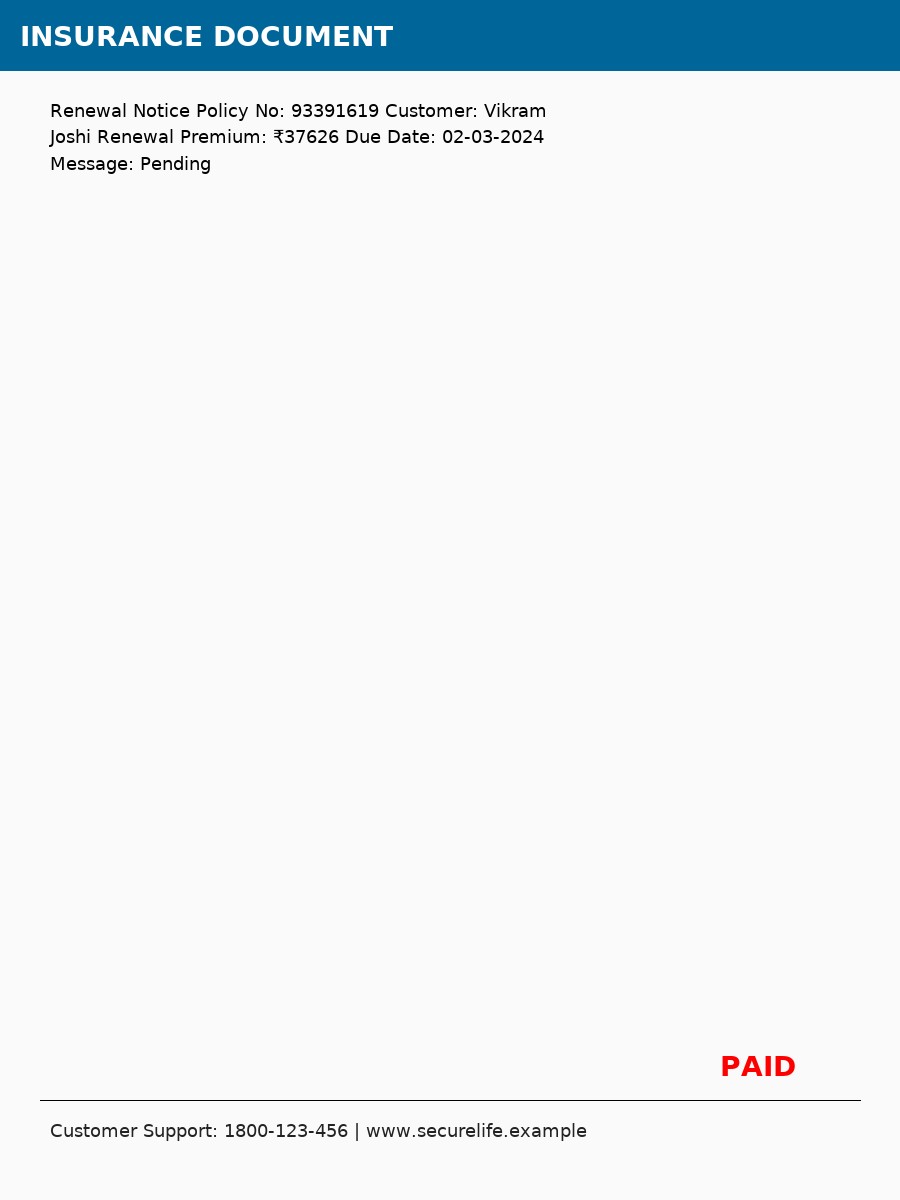 INSURANCE DOCUMENT
Renewal Notice Policy No: 93391619 Customer: Vikram
Joshi Renewal Premium: ₹37626 Due Date: 02-03-2024
Message: Pending
PAID
Customer Support: 1800-123-456 | www.securelife.example